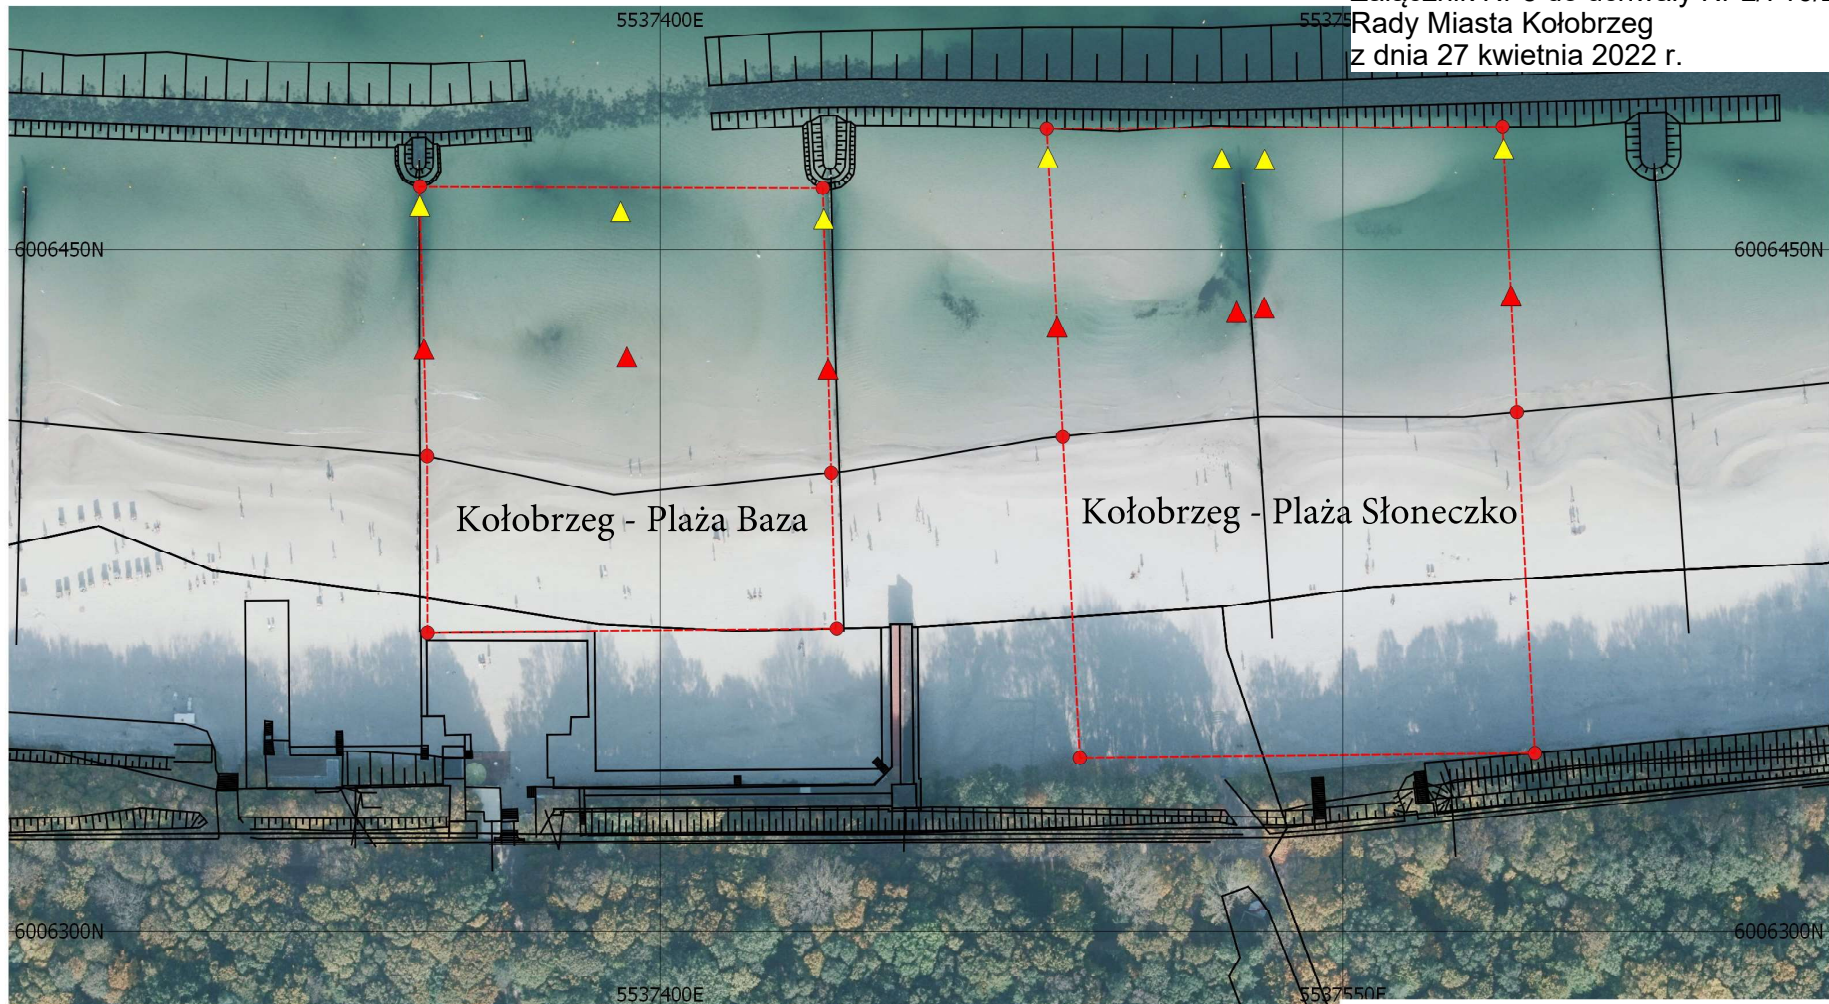 5537400E
Rady Miasta Kołobrzeg
z dnia 27 kwietnia 2022 r.
6006450N
6006450N
Kołobrzeg - Plaża Baza
Kołobrzeg - Plaża Słoneczko
6006300N
6006300N
5537400E
5537550E